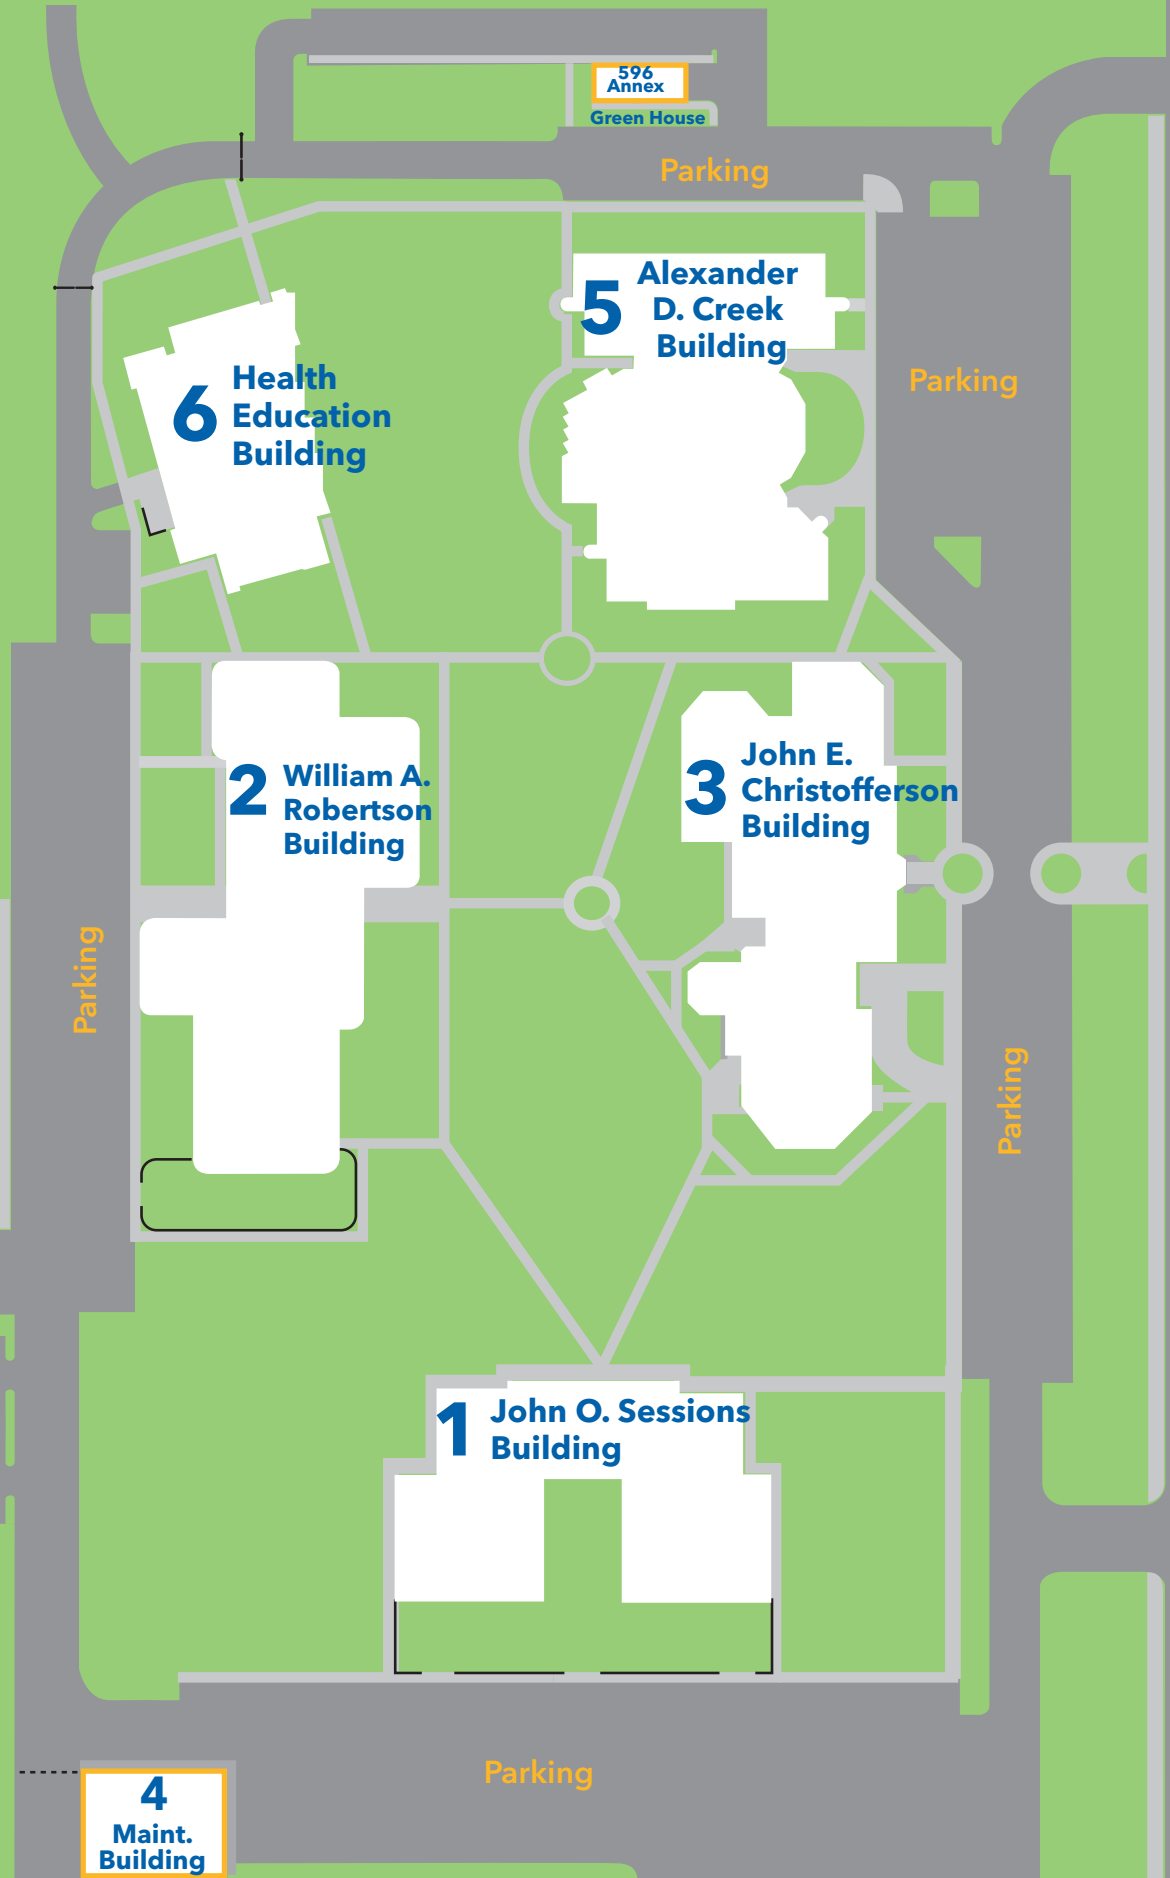 596
Annex
Green House
Parking
5
Alexander
D. Creek
Building
Parking
6
Health
Education
Building
2
William A.
Robertson
Building
3
John E.
Christofferson
Building
Parking
Parking
1
John O. Sessions
Building
Parking
4
Maint.
Building